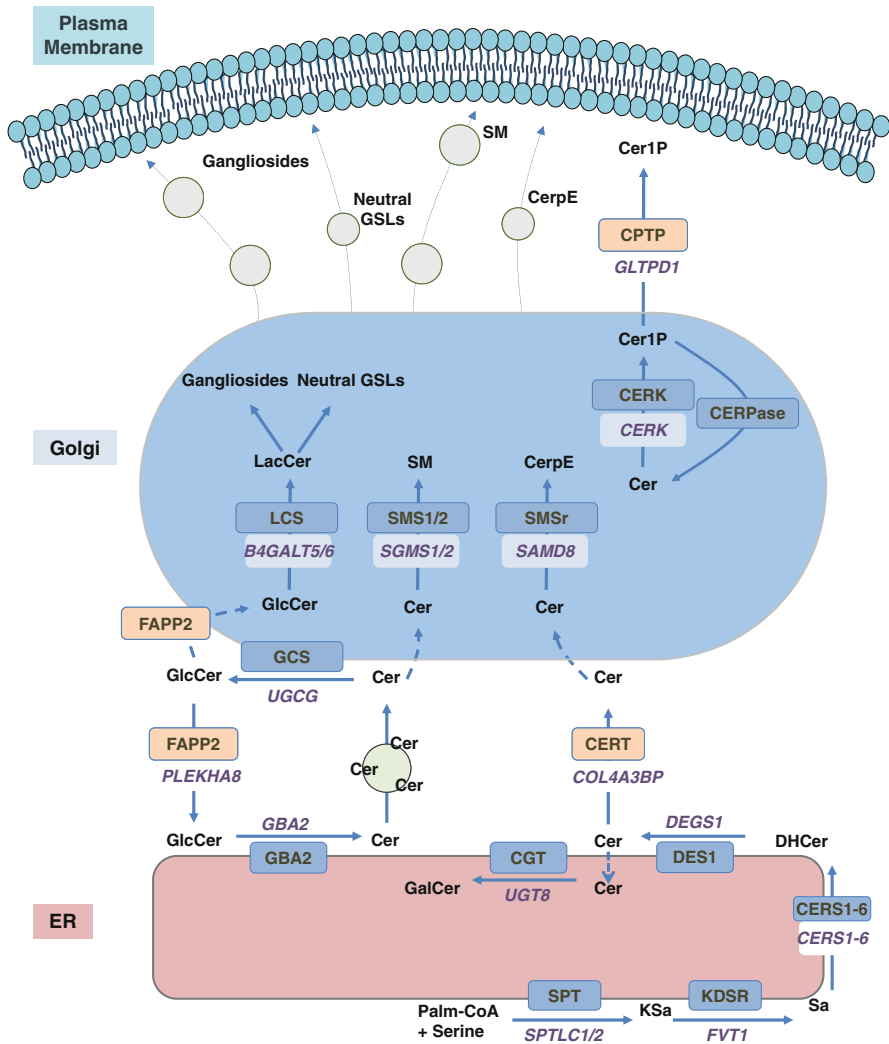 Plasma
Membrane
Gangliosides
SM
Cer1P
Neutral
GSLs
CerpE
CPTP
GLTPD1
Cer1P
Gangliosides Neutral GSLs
CERK
CERPase
CERK
Golgi
LacCer
SM
CerpE
Cer
LCS
SMS1/2
SMSr
B4GALT5/6
SGMS1/2
SAMD8
GlcCer
Cer
Cer
FAPP2
GCS
GlcCer
Cer
Cer
UGCG
FAPP2
Cer
CERT
Cer
Cer
PLEKHA8
COL4A3BP
GBA2
DEGS1
GlcCer
Cer
Cer
DHCer
GBA2
CGT
DES1
GalCer
UGT8
Cer
CERS1-6
ER
CERS1-6
SPT
KDSR
Palm-CoA
+ Serine
KSa
Sa
SPTLC1/2
FVT1